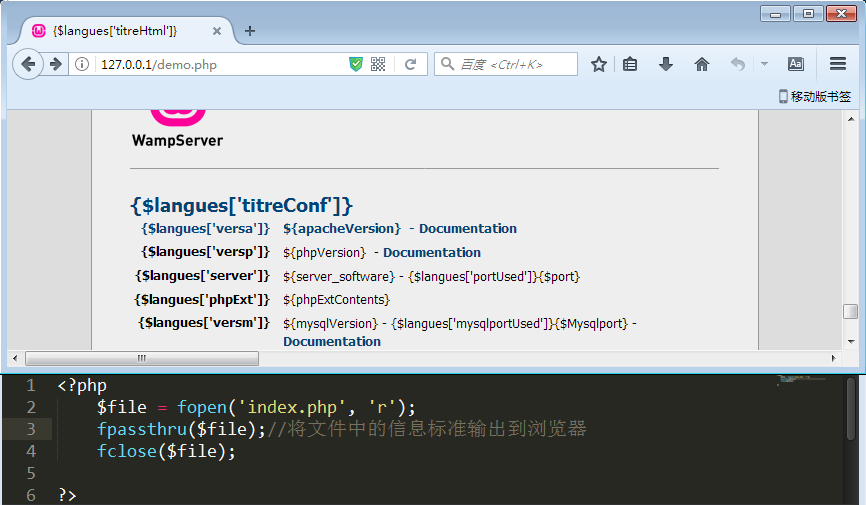 {$langues['titreHtml']}
127.0.0.1/demo.php
百度 <Ctrl+K>
Aa
移动版书签
WampServer
{$langues['titreConf']}
{$langues['versa']} ${apacheVersion} - Documentation
{$langues['versp']} ${phpVersion} - Documentation
{$langues['server']} ${server_software} - {$langues['portUsed']}{$port}
{$langues['phpExt']} ${phpExtContents}
{$langues['versm']} ${mysqlVersion} - {$langues['mysqlportUsed']}{$Mysqlport} -
Documentation
1 <?php
2 $file = fopen('index.php', 'r');
3 fpassthru($file);//将文件中的信息标准输出到浏览器
4 fclose($file);
5
6 ?>